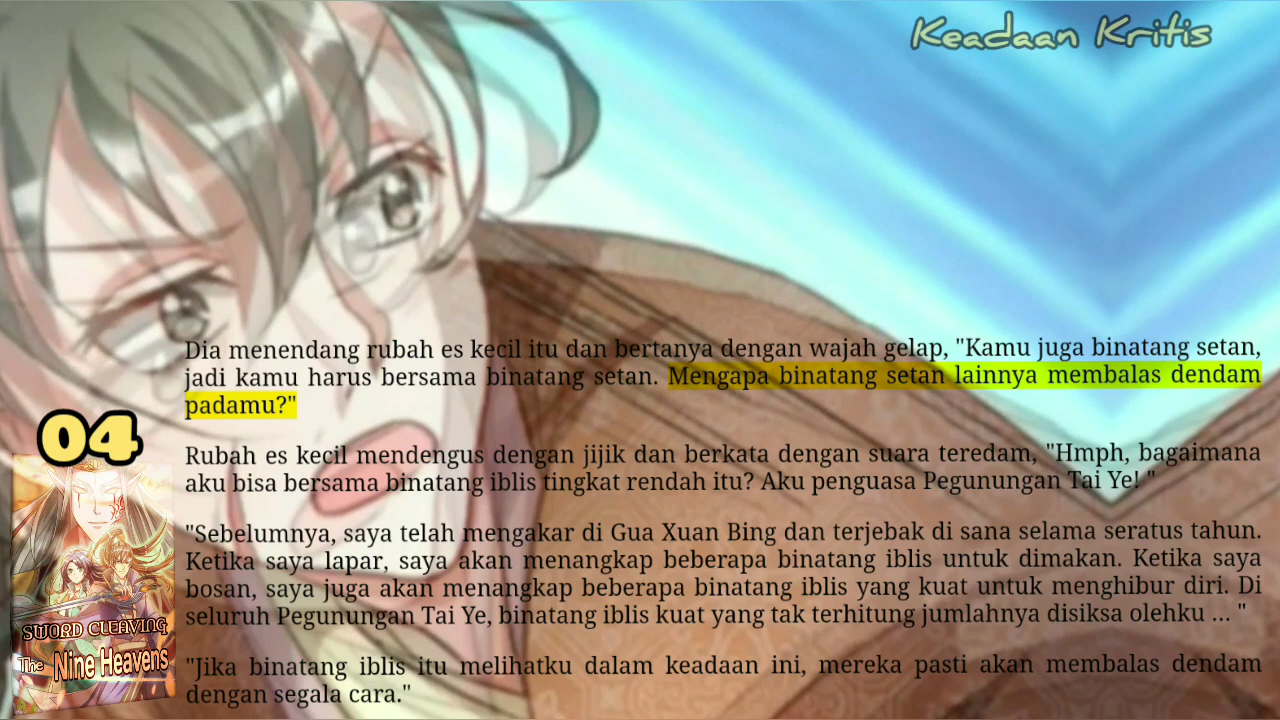 Keadaan Kritis
Dia menendang rubah es kecil itu dan bertanya dengan wajah gelap, "Kamu juga binatang setan,
jadi kamu harus bersama binatang setan. Mengapa binatang setan lainnya membalas dendam
padamu?"
Rubah es kecil mendengus dengan jijik dan berkata dengan suara teredam, "Hmph, bagaimana
aku bisa bersama binatang iblis tingkat rendah itu? Aku penguasa Pegunungan Tai Ye! "
"Sebelumnya, saya telah mengakar di Gua Xuan Bing dan terjebak di sana selama seratus tahun.
Ketika saya lapar, saya akan menangkap beberapa binatang iblis untuk dimakan. Ketika saya
bosan, saya juga akan menangkap beberapa binatang iblis yang kuat untuk menghibur diri. Di
seluruh Pegunungan Tai Ye, binatang iblis kuat yang tak terhitung jumlahnya disiksa olehku ... "
"Jika binatang iblis itu melihatku dalam keadaan ini, mereka pasti akan membalas dendam
dengan segala cara."
04
SWORD CLEAVING
The Nine Heavens